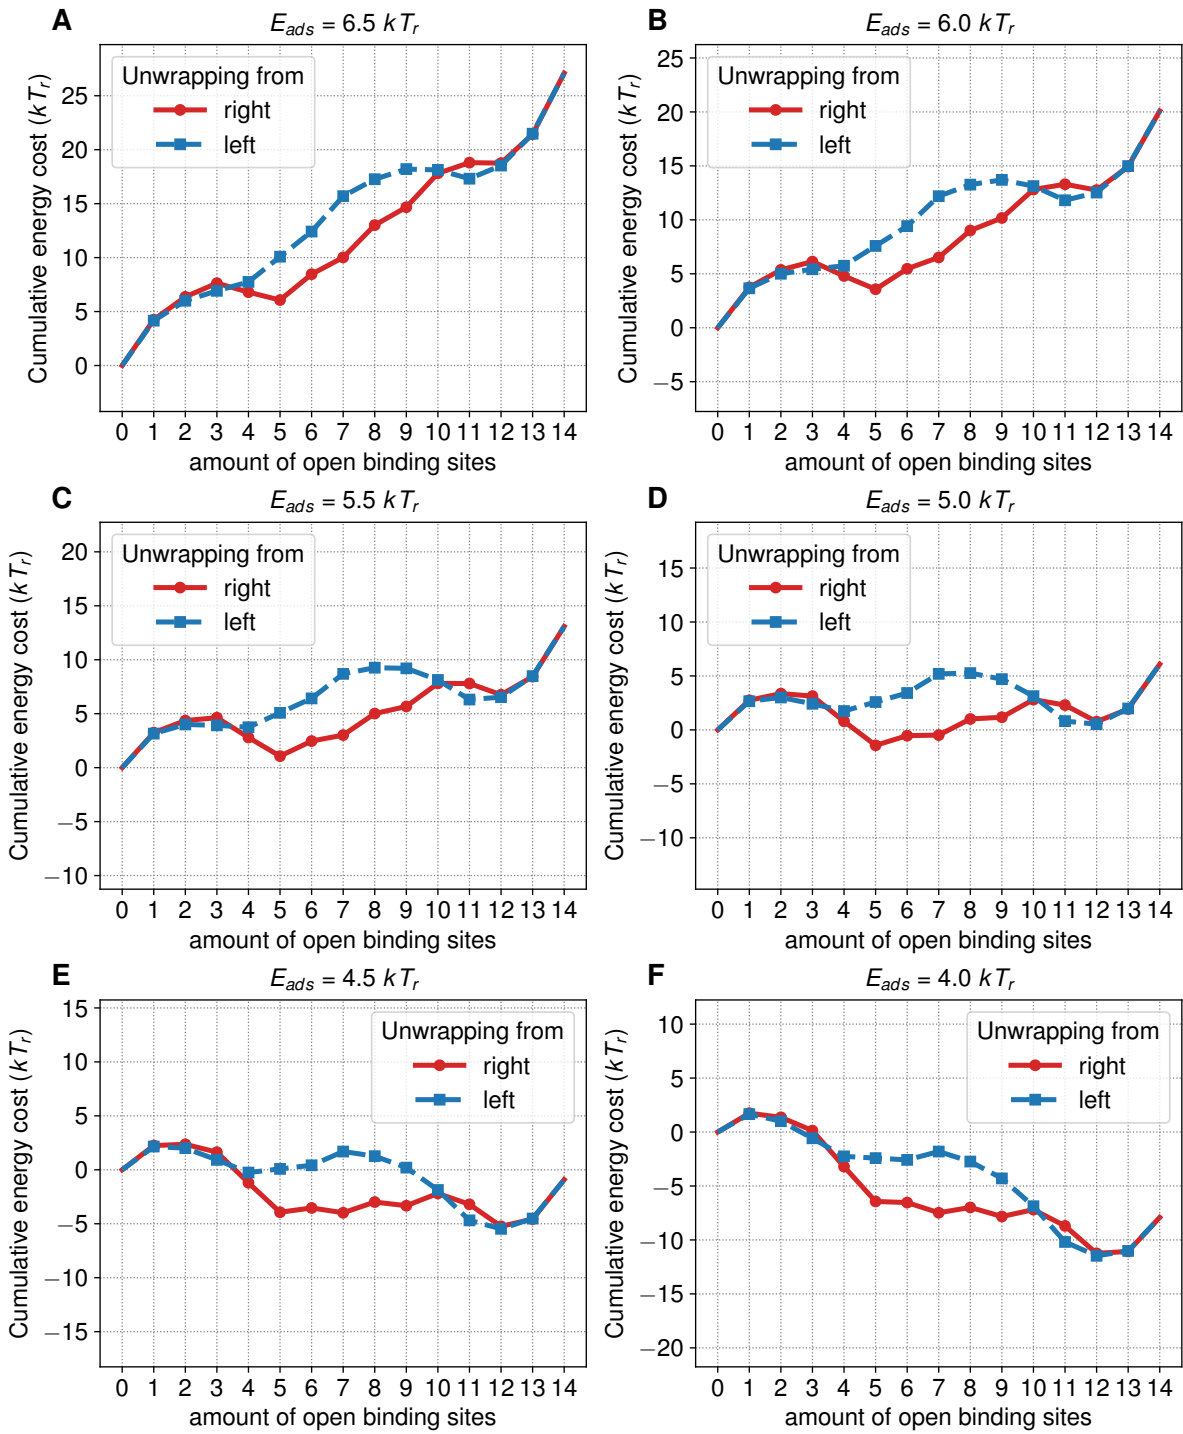 A
E_ads = 6.5 kT_r
Cumulative energy cost (kT_r)
25
20
15
10
5
0
Unwrapping from
right
left
0 1 2 3 4 5 6 7 8 9 10 11 12 13 14
amount of open binding sites
B
E_ads = 6.0 kT_r
Cumulative energy cost (kT_r)
25
20
15
10
5
0
−5
Unwrapping from
right
left
0 1 2 3 4 5 6 7 8 9 10 11 12 13 14
amount of open binding sites
C
E_ads = 5.5 kT_r
Cumulative energy cost (kT_r)
20
15
10
5
0
−5
−10
Unwrapping from
right
left
0 1 2 3 4 5 6 7 8 9 10 11 12 13 14
amount of open binding sites
D
E_ads = 5.0 kT_r
Cumulative energy cost (kT_r)
15
10
5
0
−5
−10
Unwrapping from
right
left
0 1 2 3 4 5 6 7 8 9 10 11 12 13 14
amount of open binding sites
E
E_ads = 4.5 kT_r
Cumulative energy cost (kT_r)
15
10
5
0
−5
−10
−15
Unwrapping from
right
left
0 1 2 3 4 5 6 7 8 9 10 11 12 13 14
amount of open binding sites
F
E_ads = 4.0 kT_r
Cumulative energy cost (kT_r)
10
5
0
−5
−10
−15
−20
Unwrapping from
right
left
0 1 2 3 4 5 6 7 8 9 10 11 12 13 14
amount of open binding sites